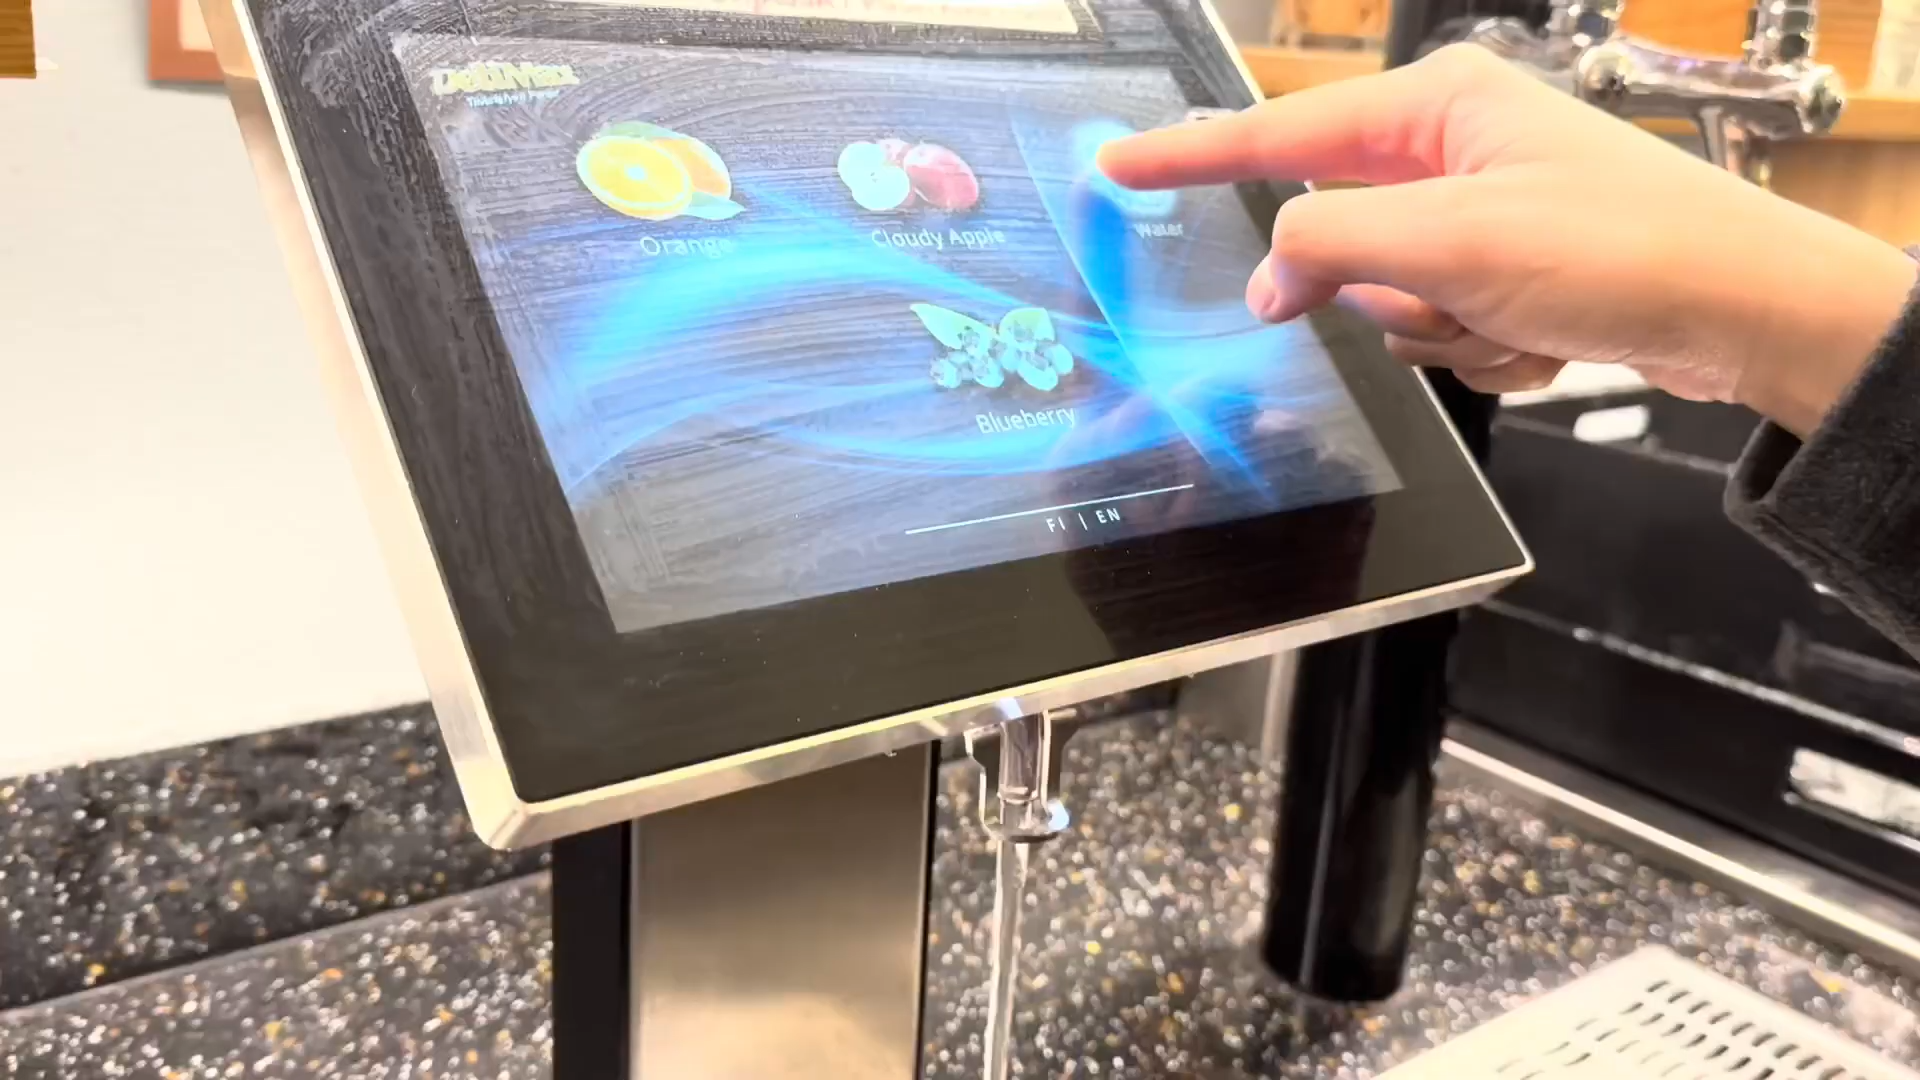 DeliMax
Orange
Cloudy Apple
Water
Blueberry
FI | EN